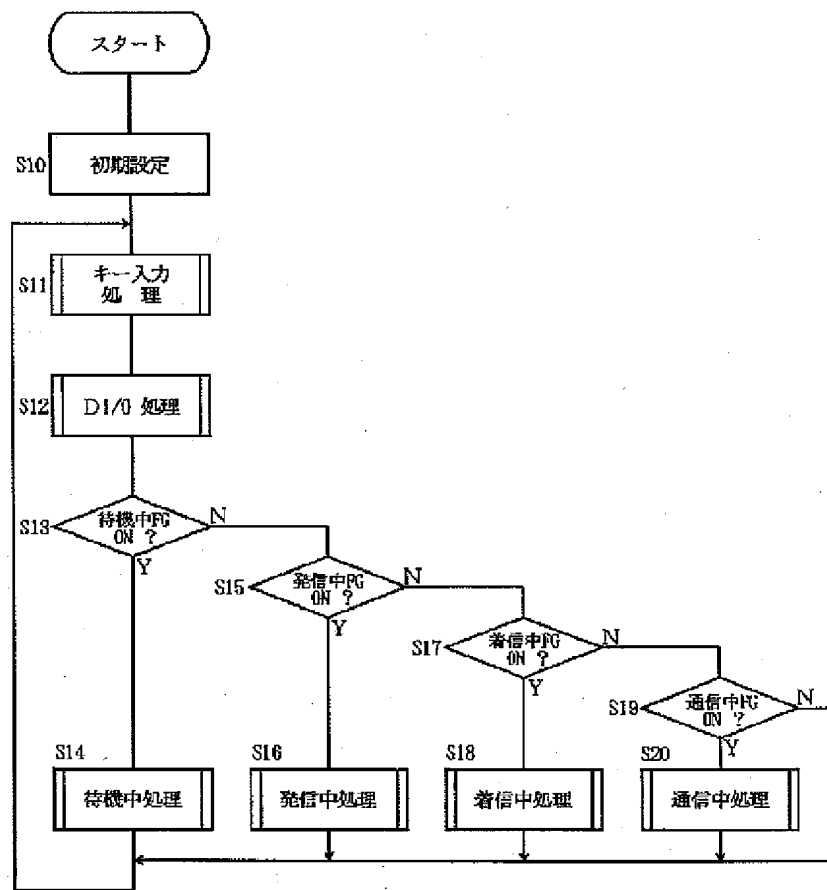 スタート
S10
初期設定
S11
キー入力
処 理
S12
DI/O 処理
S13
待機中FG
ON ?
N
Y
S15
発信中FG
ON ?
N
Y
S17
着信中FG
ON ?
N
Y
S19
通信中FG
ON ?
N
Y
S14
待機中処理
S16
発信中処理
S18
着信中処理
S20
通信中処理